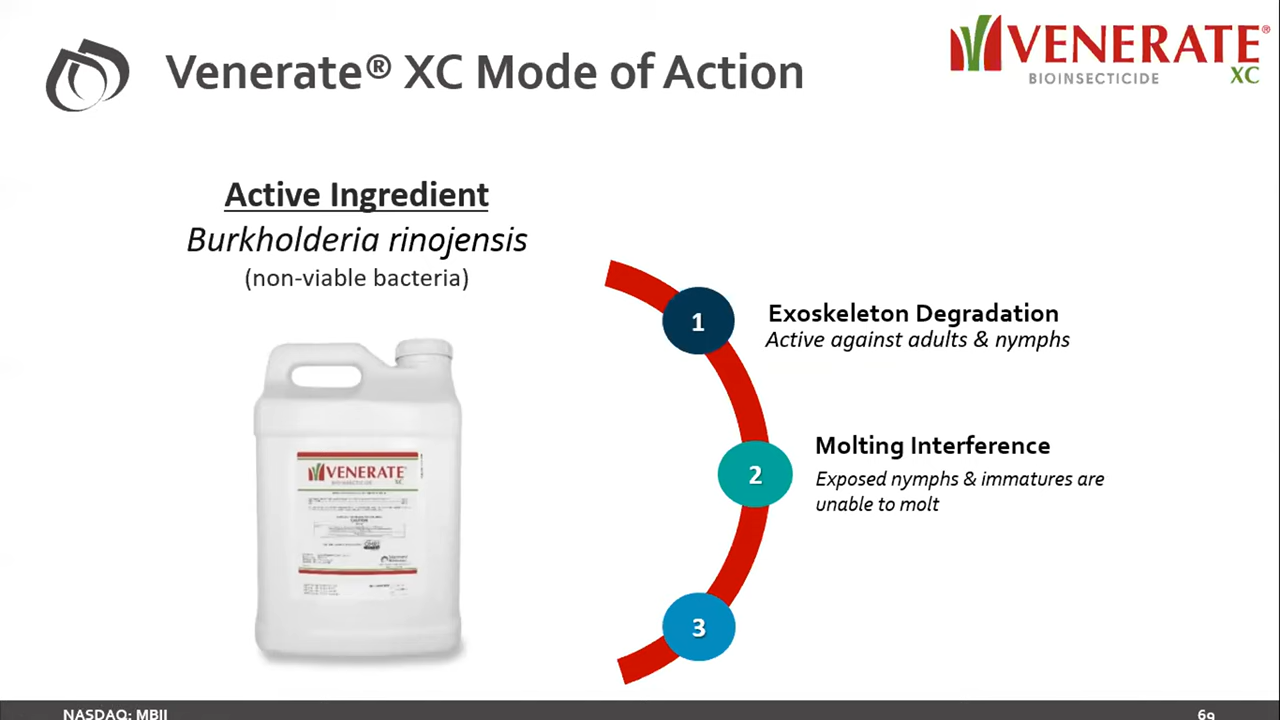 Venerate® XC Mode of Action
VENERATE®
BIOINSECTICIDE
XC
Active Ingredient
Burkholderia rinojensis
(non-viable bacteria)
1
Exoskeleton Degradation
Active against adults & nymphs
2
Molting Interference
Exposed nymphs & immatures are
unable to molt
3
VENERATE
BIOINSECTICIDE
XC
CAUTION
NASDAQ: MBII
69